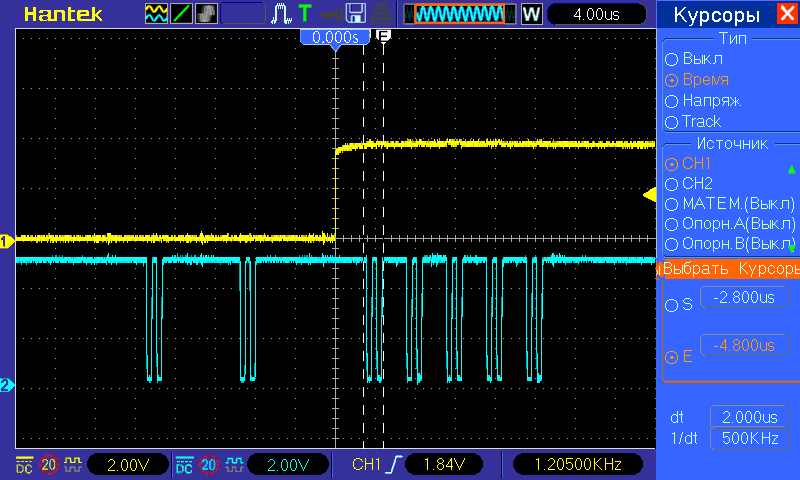 Hantek
T
W
4.00us
Курсоры
0.000s
E
Тип
Выкл
Время
Напряж.
Track
Источник
CH1
CH2
МАТЕМ.(Выкл)
Опорн.A(Выкл)
Опорн.B(Выкл)
Выбрать Курсоры
S
-2.800us
E
-4.800us
dt
2.000us
1/dt
500KHz
1
2
DC
20
2.00V
DC
20
2.00V
CH1
1.84V
1.20500KHz